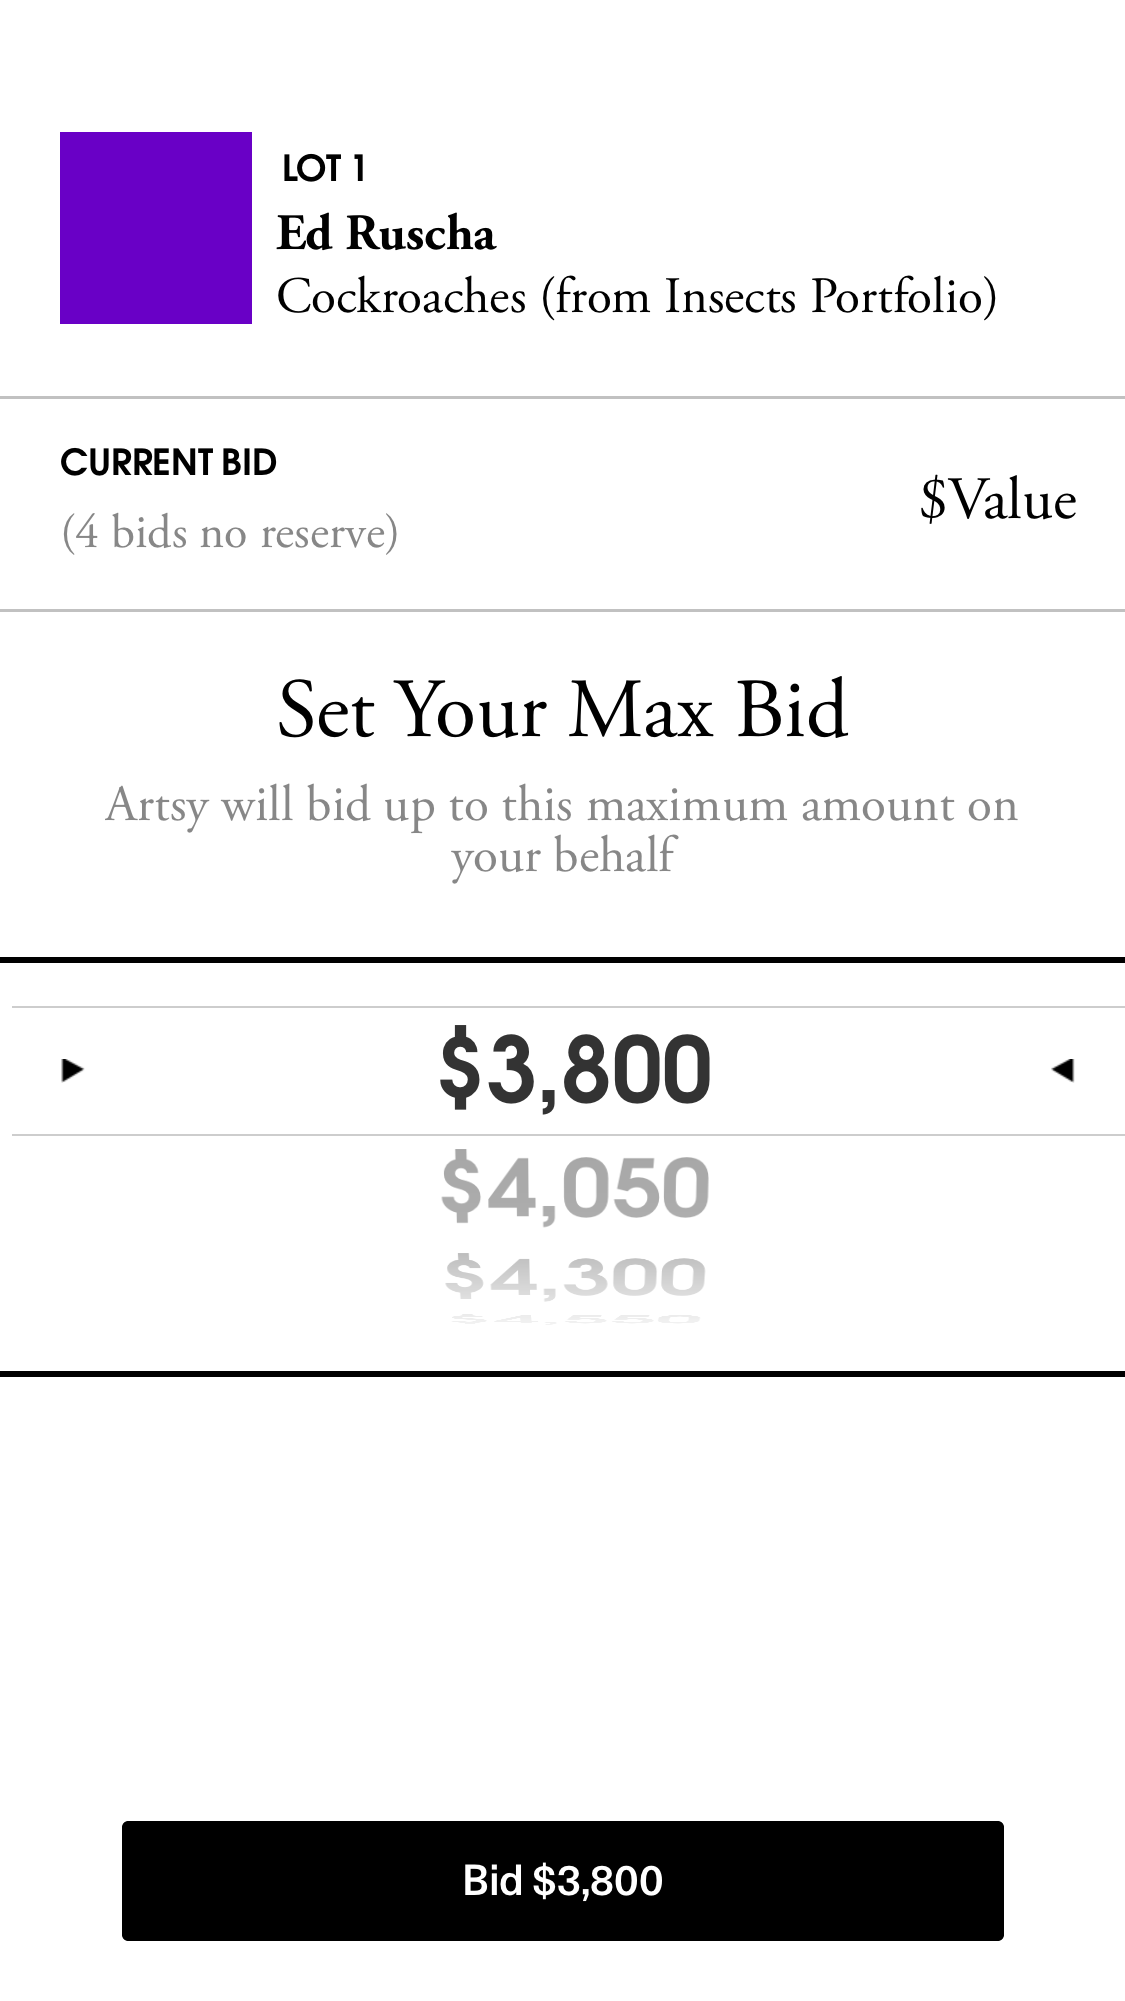 LOT 1
Ed Ruscha
Cockroaches (from Insects Portfolio)
CURRENT BID
(4 bids no reserve)
$Value
Set Your Max Bid
Artsy will bid up to this maximum amount on
your behalf
$3,800
$4,050
$4,300
$4,550
Bid $3,800